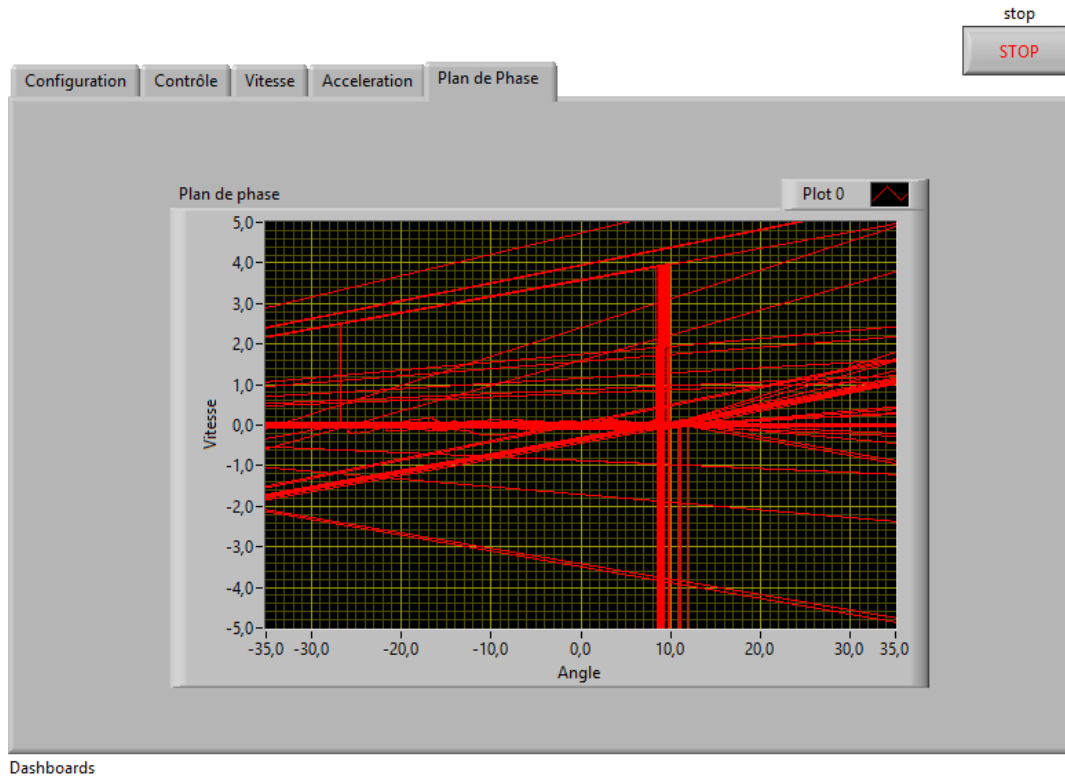 stop
STOP
Configuration Contrôle Vitesse Acceleration Plan de Phase
Plan de phase
Plot 0
5,0
4,0
3,0
2,0
1,0
0,0
-1,0
-2,0
-3,0
-4,0
-5,0
Vitesse
-35,0 -30,0 -20,0 -10,0 0,0 10,0 20,0 30,0 35,0
Angle
Dashboards